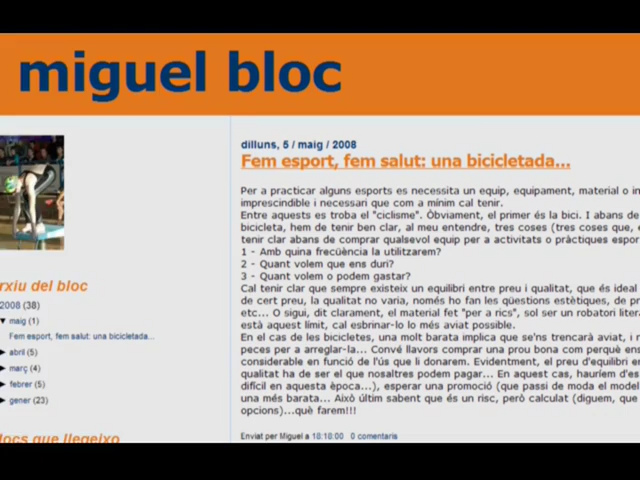 miguel bloc
dilluns, 5 / maig / 2008
Fem esport, fem salut: una bicicletada...
Per a practicar alguns esports es necessita un equip, equipament, material o in
imprescindible i necessari que com a mínim cal tenir.
Entre aquests es troba el "ciclisme". Òbviament, el primer és la bici. I abans de
bicicleta, hem de tenir ben clar, al meu entendre, tres coses (tres coses que, e
tenir clar abans de comprar qualsevol equip per a activitats o pràctiques espor
1 - Amb quina frecüència la utilitzarem?
2 - Quant volem que ens duri?
3 - Quant volem o podem gastar?
Cal tenir clar que sempre existeix un equilibri entre preu i qualitat, que és ideal
de cert preu, la qualitat no varia, només ho fan les qüestions estètiques, de pr
etc... O sigui, dit clarament, el material fet "per a rics", sol ser un robatori litera
està aquest límit, cal esbrinar-lo lo més aviat possible.
En el cas de les bicicletes, una molt barata implica que se'ns trencarà aviat, i n
peces per a arreglar-la... Convé llavors comprar una prou bona com perquè ens
considerable en funció de l'ús que li donarem. Evidentment, el preu d'equilibri en
qualitat ha de ser el que nosaltres podem pagar... En aquest cas, hauríem d'es
difícil en aquesta època...), esperar una promoció (que passi de moda el model
una més barata... Això últim sabent que és un risc, però calculat (diguem, que
opcions)...què farem!!!
Enviat per Miguel a 18:18:00 0 comentaris
rxiu del bloc
2008 (38)
▼ maig (1)
Fem esport, fem salut: una bicicletada...
► abril (5)
► març (4)
► febrer (5)
► gener (23)
locs que llegeixo